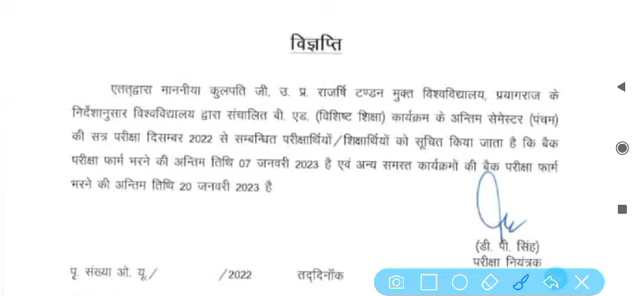 विज्ञप्ति
एतत्द्वारा माननीया कुलपति जी, उ. प्र. राजर्षि टण्डन मुक्त विश्वविद्यालय, प्रयागराज के
निर्देशानुसार विश्वविद्यालय द्वारा संचालित बी. एड. (विशिष्ट शिक्षा) कार्यक्रम के अन्तिम सेमेस्टर (पंचम)
की सत्र परीक्षा दिसम्बर 2022 से सम्बन्धित परीक्षार्थियों/शिक्षार्थियों को सूचित किया जाता है कि बैक
परीक्षा फार्म भरने की अन्तिम तिथि 07 जनवरी 2023 है एवं अन्य समस्त कार्यक्रमों की बैक परीक्षा फार्म
भरने की अन्तिम तिथि 20 जनवरी 2023 है
(डी. पी. सिंह)
परीक्षा नियंत्रक
पृ. संख्या ओ. यू./ /2022 तद्दिनॉक